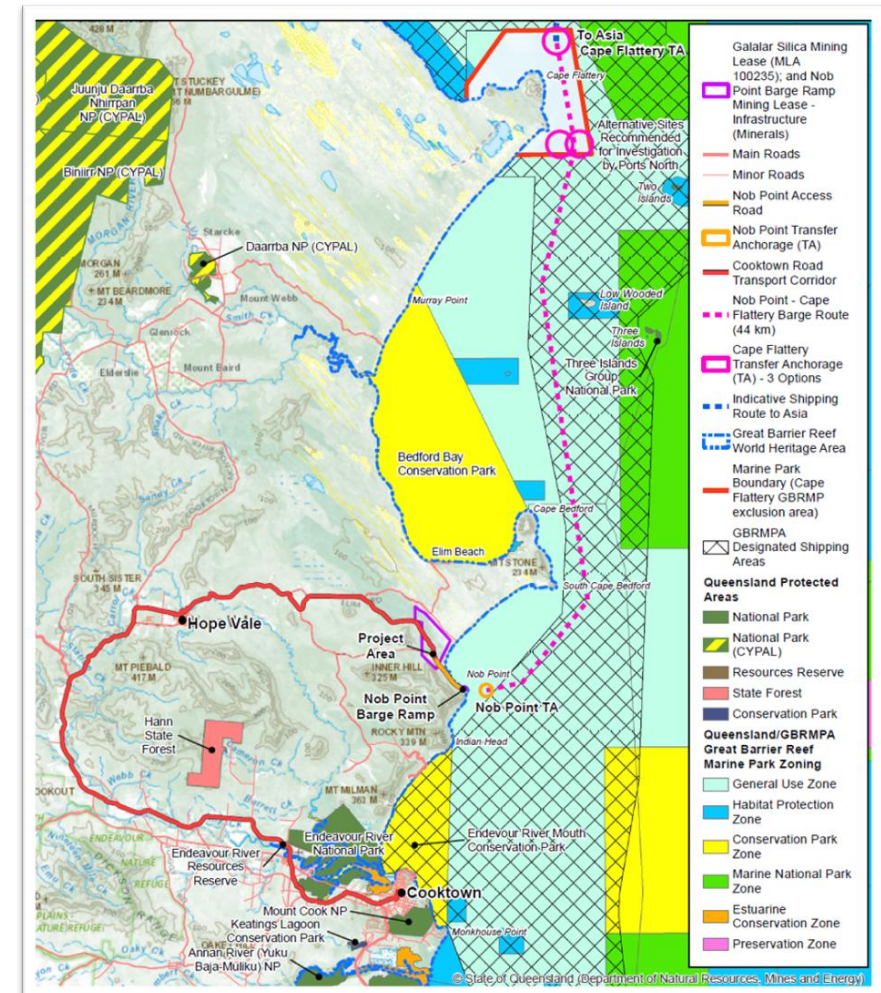 To Asia
Cape Flattery TA
Cape Flattery
Alternative Sites
Recommended
for Investigation
by Ports North
Two
Islands
Juunju Daarrba
Nhirrpan
NP (CYPAL)
Biniirr NP (CYPAL)
MORGAN RIVER
Starcke
Daarrba NP (CYPAL)
261 M
MT BEARDMORE
234 M
Mount Webb
Smith Ck
Glenrock
Elderslie
Mount Baird
Murray Point
Low Wooded
Island
Three
Islands
Three Islands
Group
National Park
Bedford Bay
Conservation Park
Cape Bedford
Elim Beach
234 M
South Cape Bedford
SOUTH SISTER
345 M
Hope Vale
Project
Area
INNER HILL
325 M
MT PIEBALD
417 M
Nob Point
Nob Point
Barge Ramp
Nob Point TA
Hann
State
Forest
ROCKY MTN
339 M
Indian Head
Webb Ck
Barrett Ck
MT MILMAN
363 M
Endeavour River
National Park
Endevour River Mouth
Conservation Park
Endeavour River
Resources
Reserve
Cooktown
Mount Cook NP
Keatings Lagoon
Conservation Park
Monkhouse Point
Annan River (Yuku
Baja-Muliku) NP
Oaky Ck
© State of Queensland (Department of Natural Resources, Mines and Energy)
Galalar Silica Mining
Lease (MLA
100235); and Nob
Point Barge Ramp
Mining Lease -
Infrastructure
(Minerals)
Main Roads
Minor Roads
Nob Point Access
Road
Nob Point Transfer
Anchorage (TA)
Cooktown Road
Transport Corridor
Nob Point - Cape
Flattery Barge Route
(44 km)
Cape Flattery
Transfer Anchorage
(TA) - 3 Options
Indicative Shipping
Route to Asia
Great Barrier Reef
World Heritage Area
Marine Park
Boundary (Cape
Flattery GBRMP
exclusion area)
GBRMPA
Designated Shipping
Areas
Queensland Protected
Areas
National Park
National Park
(CYPAL)
Resources Reserve
State Forest
Conservation Park
Queensland/GBRMPA
Great Barrier Reef
Marine Park Zoning
General Use Zone
Habitat Protection
Zone
Conservation Park
Zone
Marine National Park
Zone
Estuarine
Conservation Zone
Preservation Zone